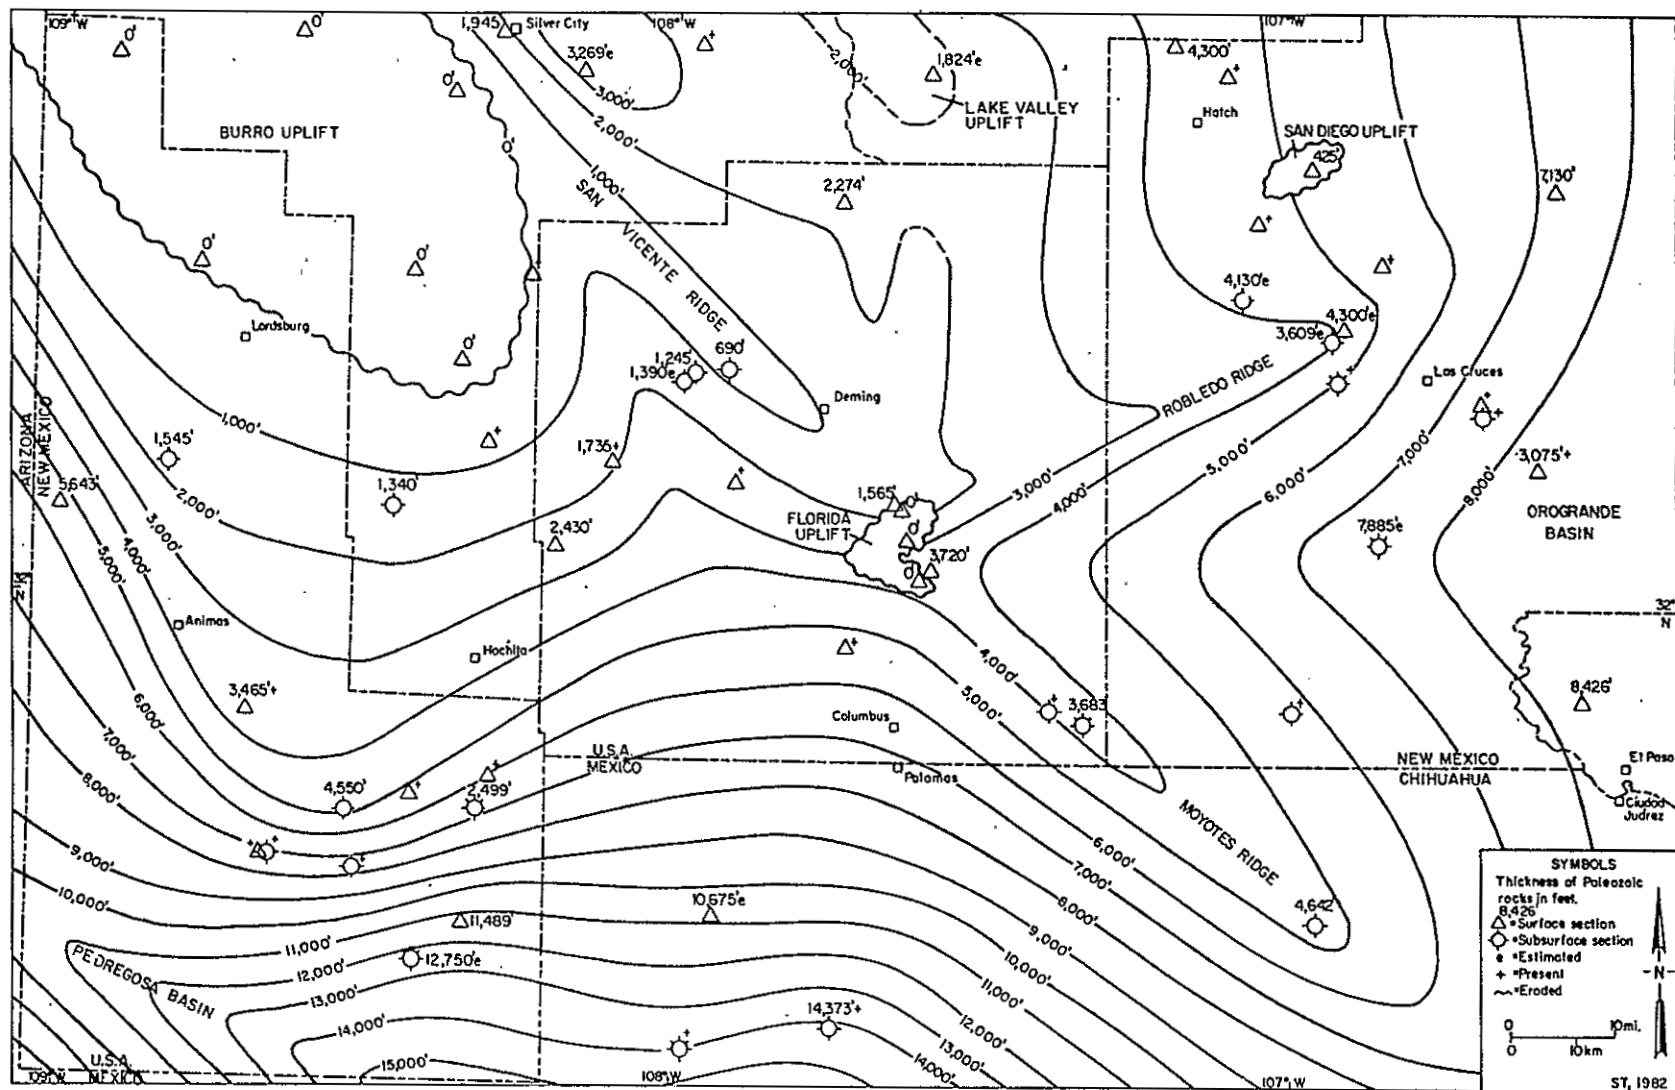 109° W
0'
0'
1,945'
Silver City
3,269'e
3,000'
2,000'
1,000'
108° W
+
2,000'
1,824'e
LAKE VALLEY
UPLIFT
107° W
4,300'
+
Hatch
SAN DIEGO UPLIFT
425'
7,130'
0'
0'
BURRO UPLIFT
SAN
VICENTE RIDGE
2,274'
+
+
0'
0'
+
4,130'e
4,300'e
3,609'e
Lordsburg
0'
1,245'
1,390'e
690'
Deming
ROBLEDO RIDGE
+
Las Cruces
+
+
ARIZONA
NEW MEXICO
1,000'
1,545'
5,643'
2,000'
3,000'
4,000'
5,000'
1,340'
+
1,735+
2,430'
+
1,565'
0'
FLORIDA
UPLIFT
0'
3,720'
0'
3,000'
4,000'
5,000'
6,000'
7,000'
8,000'
3,075'+
7,885'e
OROGRANDE
BASIN
32°
N
Animas
Hachita
3,465'+
6,000'
7,000'
8,000'
+
4,000'
5,000'
+
3,683
+
8,426'
Columbus
U.S.A.
MEXICO
Palomas
NEW MEXICO
CHIHUAHUA
El Paso
Ciudad
Juárez
4,550'
+
+
2,499'
+
+
+
MOYOTES RIDGE
6,000'
7,000'
8,000'
9,000'
10,000'
11,000'
12,000'
13,000'
14,000'
4,642'
9,000'
10,000'
11,000'
12,000'
13,000'
14,000'
15,000'
11,489'
10,675'e
12,750'e
14,373'+
+
PEDREGOSA BASIN
U.S.A.
MEXICO
109° W
108° W
107° W
SYMBOLS
Thickness of Paleozoic
rocks in feet.
8,426'
=Surface section
=Subsurface section
e =Estimated
+ =Present
=Eroded
N
0 10 mi.
0 10 km
ST, 1982